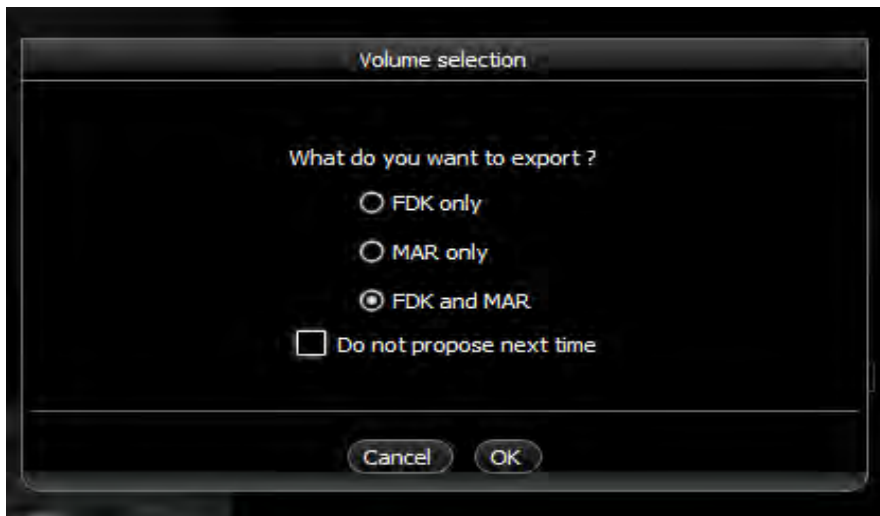 Volume selection
What do you want to export ?
FDK only
MAR only
FDK and MAR
Do not propose next time
Cancel OK